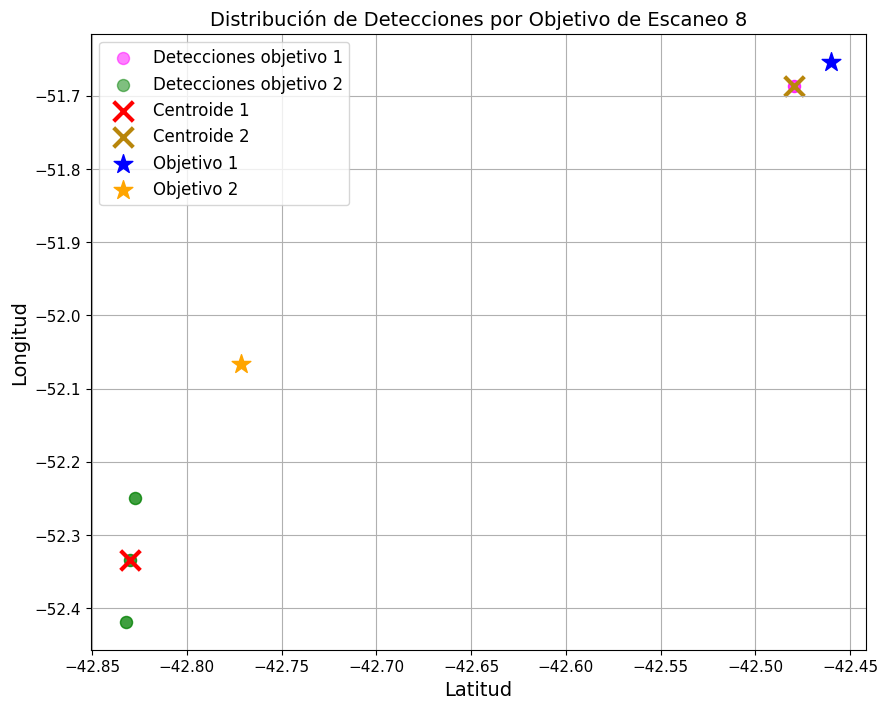 Distribución de Detecciones por Objetivo de Escaneo 8
Detecciones objetivo 1
Detecciones objetivo 2
Centroide 1
Centroide 2
Objetivo 1
Objetivo 2
−51.7
−51.8
−51.9
−52.0
−52.1
−52.2
−52.3
−52.4
Longitud
−42.85
−42.80
−42.75
−42.70
−42.65
−42.60
−42.55
−42.50
−42.45
Latitud